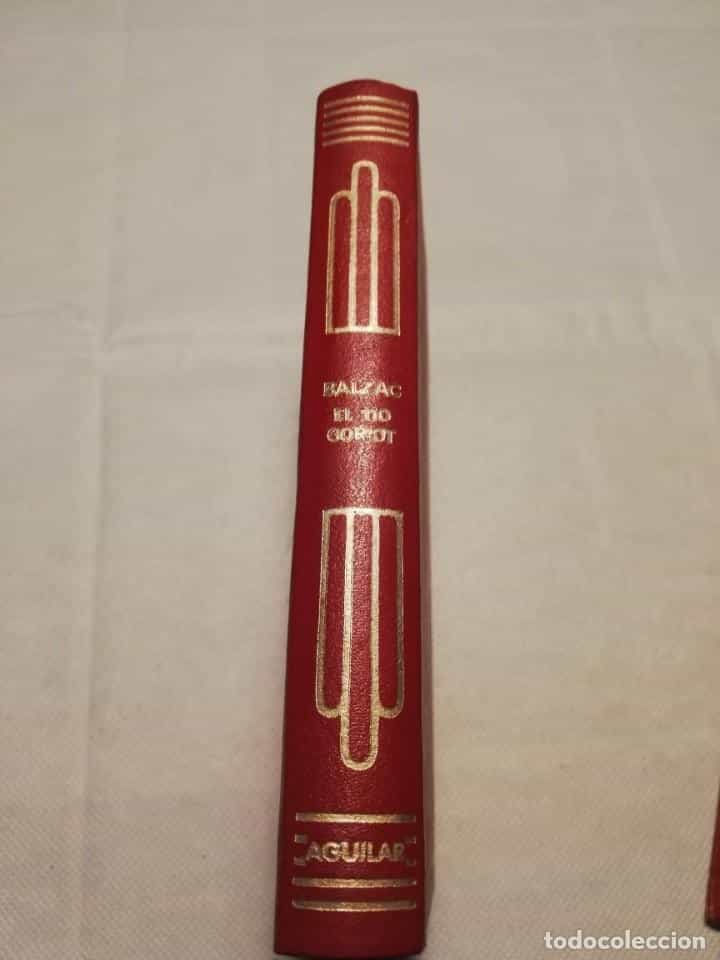 BALZAC
EL TIO
GORIOT
AGUILAR
todocoleccion